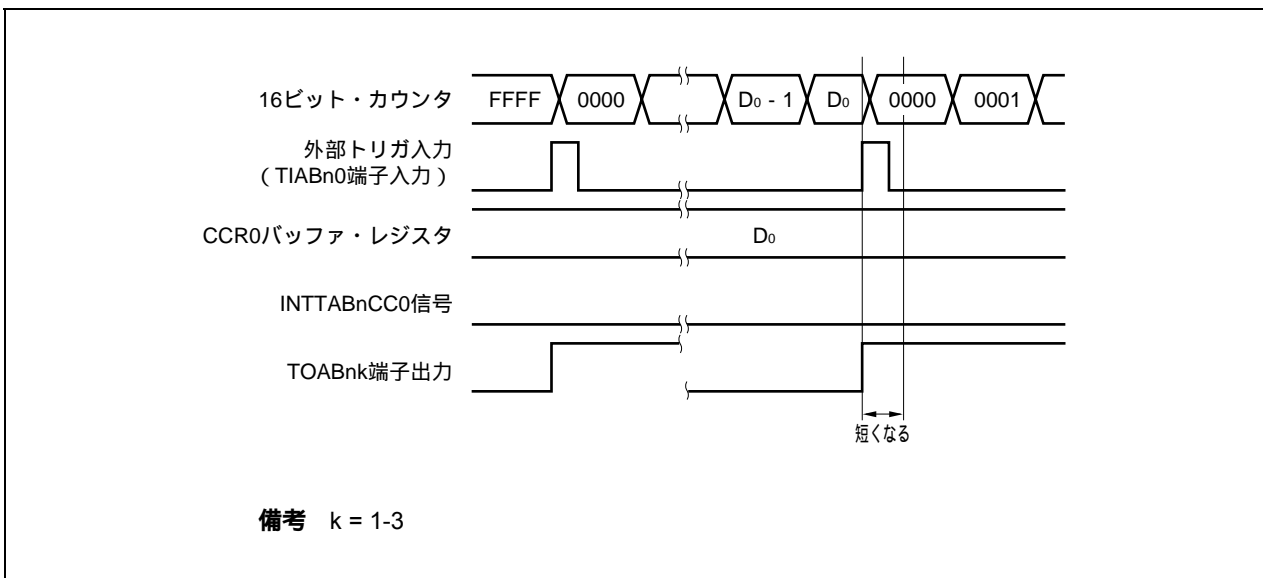 16ビット・カウンタ FFFF 0000 D0 - 1 D0 0000 0001
外部トリガ入力
(TIABn0端子入力)
CCR0バッファ・レジスタ D0
INTTABnCC0信号
TOABnk端子出力
短くなる
備考 k = 1-3